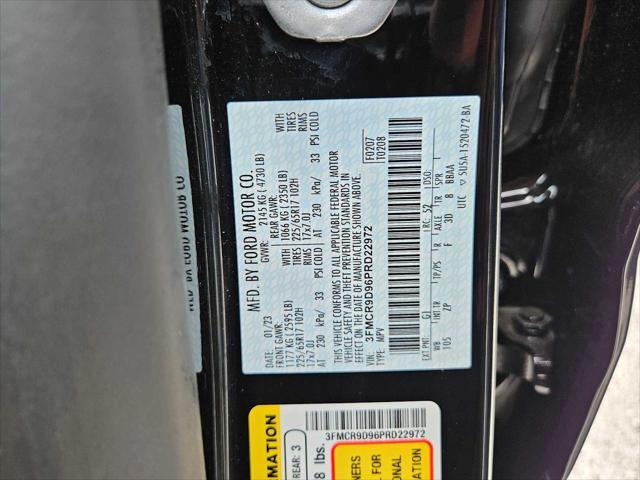 MFD. BY FORD MOTOR CO.
DATE: 01/23
GVWR: 2145 KG ( 4730 LB)
FRONT GAWR:
REAR GAWR:
1177 KG ( 2595 LB)
1066 KG ( 2350 LB)
WITH
TIRES
RIMS
225/65R17 102H
17x7.0J
AT 230 kPa/ 33 PSI COLD
WITH
TIRES
RIMS
225/65R17 102H
17x7.0J
AT 230 kPa/ 33 PSI COLD
THIS VEHICLE CONFORMS TO ALL APPLICABLE FEDERAL MOTOR
VEHICLE SAFETY AND THEFT PREVENTION STANDARDS IN
EFFECT ON THE DATE OF MANUFACTURE SHOWN ABOVE.
VIN: 3FMCR9D96PRD22972
TYPE: MPV
F0207
T0208
EXT PNT: G1
RC: 52
DSO:
WB
INT TR
TP/PS
R
AXLE
TR
SPR
105
ZP
F
3D
8
BBAA
UTC
SU5A-1520472-BA
3FMCR9D96PRD22972
REAR: 3
8 lbs.